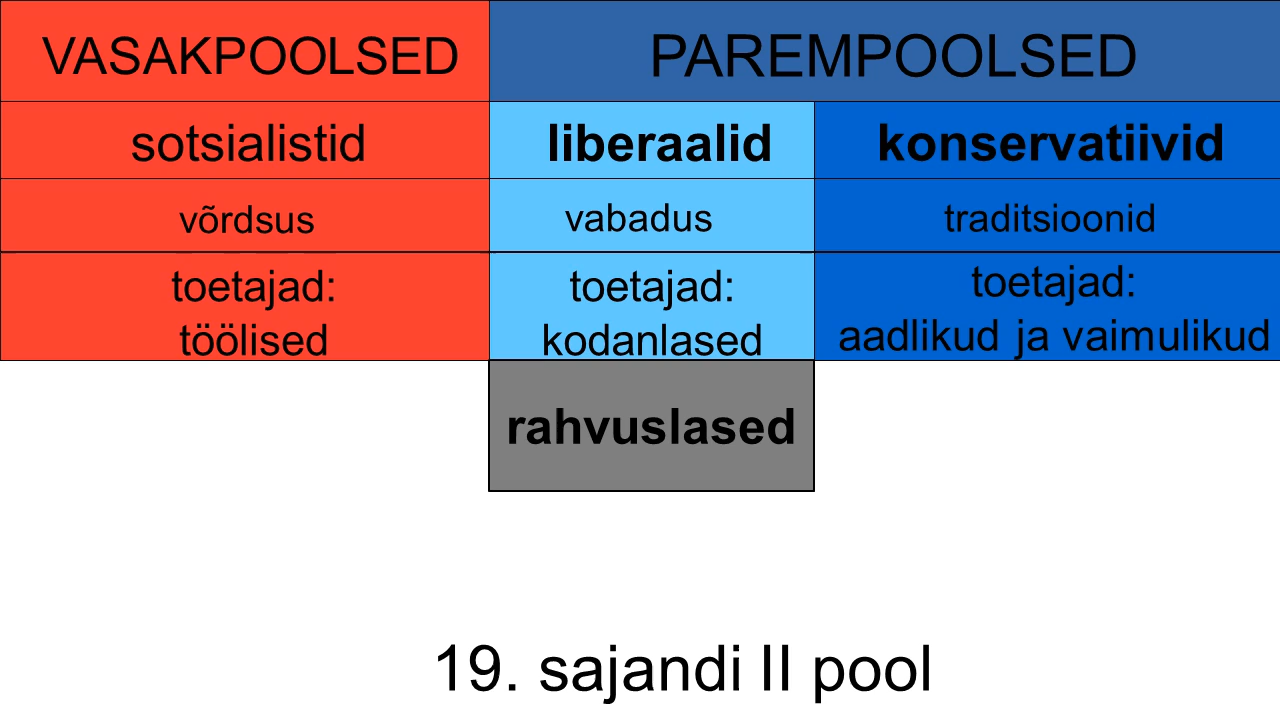 VASAKPOOLSED
PAREMPOOLSED
sotsialistid
liberaalid
konservatiivid
võrdsus
vabadus
traditsioonid
toetajad:
töölised
toetajad:
kodanlased
toetajad:
aadlikud ja vaimulikud
rahvuslased
19. sajandi II pool